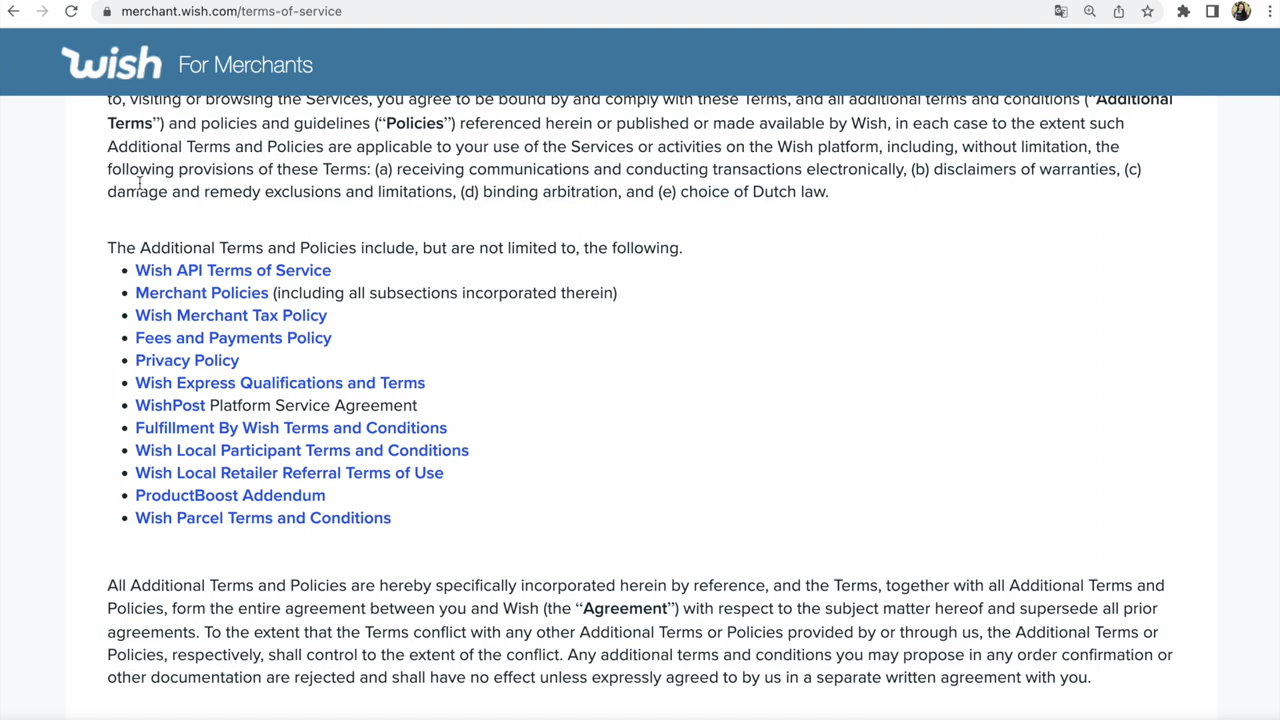 merchant.wish.com/terms-of-service
wish For Merchants
to, visiting or browsing the Services, you agree to be bound by and comply with these Terms, and all additional terms and conditions (“Additional
Terms”) and policies and guidelines (“Policies”) referenced herein or published or made available by Wish, in each case to the extent such
Additional Terms and Policies are applicable to your use of the Services or activities on the Wish platform, including, without limitation, the
following provisions of these Terms: (a) receiving communications and conducting transactions electronically, (b) disclaimers of warranties, (c)
damage and remedy exclusions and limitations, (d) binding arbitration, and (e) choice of Dutch law.
The Additional Terms and Policies include, but are not limited to, the following.
• Wish API Terms of Service
• Merchant Policies (including all subsections incorporated therein)
• Wish Merchant Tax Policy
• Fees and Payments Policy
• Privacy Policy
• Wish Express Qualifications and Terms
• WishPost Platform Service Agreement
• Fulfillment By Wish Terms and Conditions
• Wish Local Participant Terms and Conditions
• Wish Local Retailer Referral Terms of Use
• ProductBoost Addendum
• Wish Parcel Terms and Conditions
All Additional Terms and Policies are hereby specifically incorporated herein by reference, and the Terms, together with all Additional Terms and
Policies, form the entire agreement between you and Wish (the “Agreement”) with respect to the subject matter hereof and supersede all prior
agreements. To the extent that the Terms conflict with any other Additional Terms or Policies provided by or through us, the Additional Terms or
Policies, respectively, shall control to the extent of the conflict. Any additional terms and conditions you may propose in any order confirmation or
other documentation are rejected and shall have no effect unless expressly agreed to by us in a separate written agreement with you.